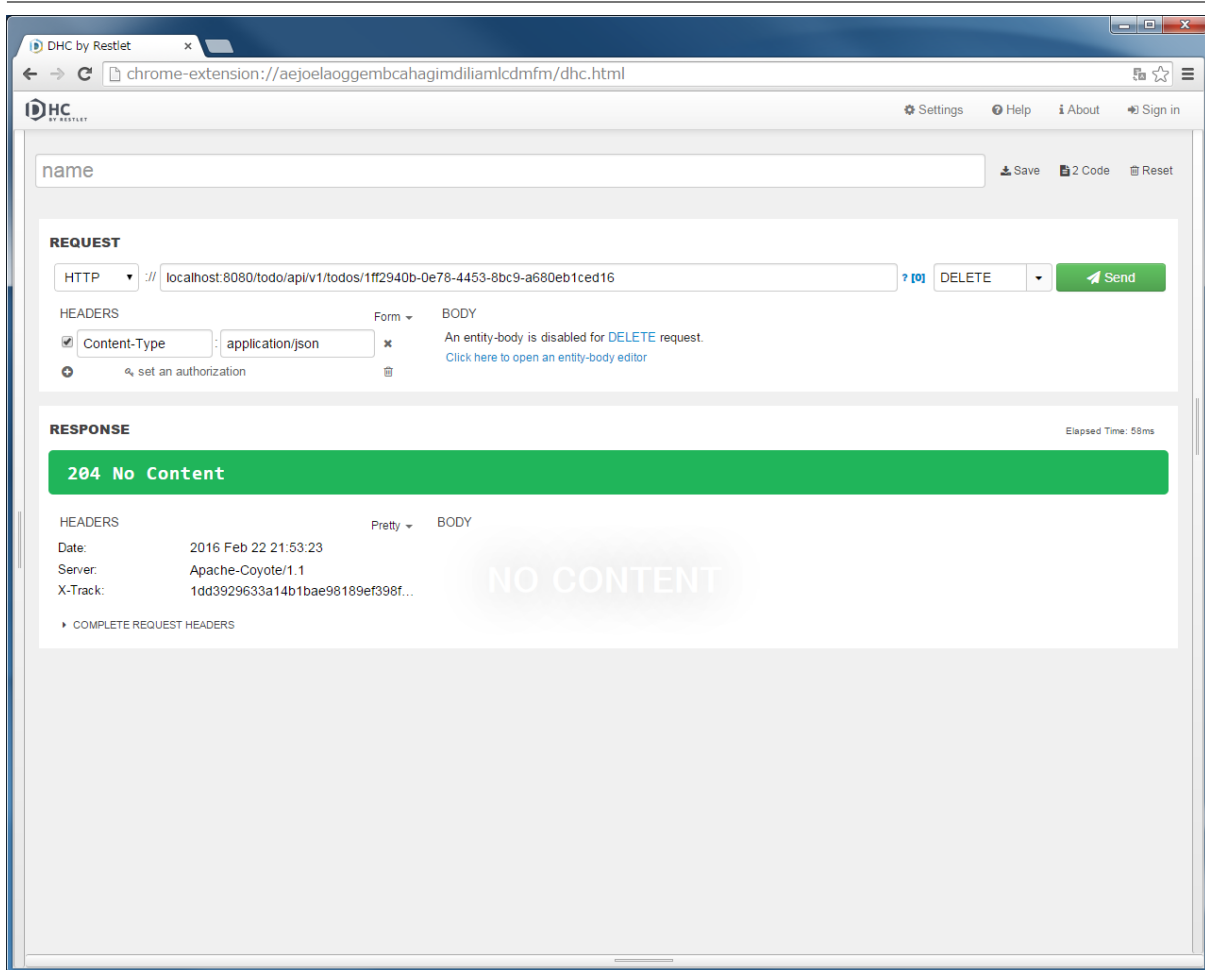 DHC by Restlet
chrome-extension://aejoelaoggembcahagimdiliamlcdmfm/dhc.html
DHC BY RESTLET
Settings Help About Sign in
name
Save 2 Code Reset
REQUEST
HTTP :// localhost:8080/todo/api/v1/todos/1ff2940b-0e78-4453-8bc9-a680eb1ced16 ? [0] DELETE Send
HEADERS Form BODY
Content-Type : application/json An entity-body is disabled for DELETE request.
Click here to open an entity-body editor
set an authorization
RESPONSE Elapsed Time: 58ms
204 No Content
HEADERS Pretty BODY
Date: 2016 Feb 22 21:53:23
Server: Apache-Coyote/1.1
X-Track: 1dd3929633a14b1bae98189ef398f...
NO CONTENT
COMPLETE REQUEST HEADERS